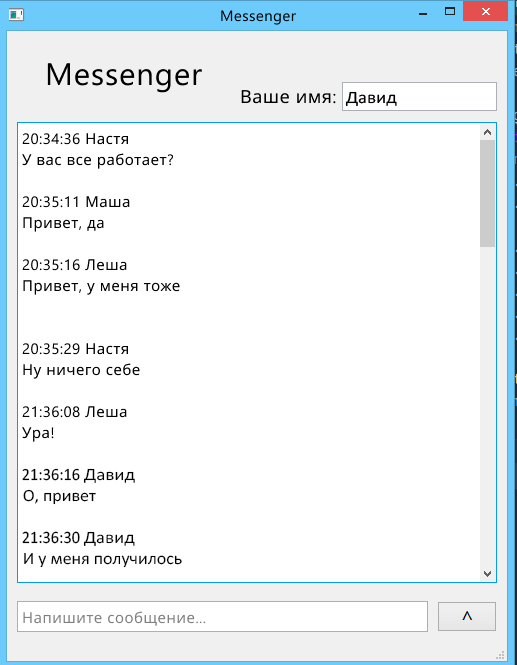 Messenger
Messenger
Ваше имя: Давид
20:34:36 Настя
У вас все работает?
20:35:11 Маша
Привет, да
20:35:16 Леша
Привет, у меня тоже
20:35:29 Настя
Ну ничего себе
21:36:08 Леша
Ура!
21:36:16 Давид
О, привет
21:36:30 Давид
И у меня получилось
Напишите сообщение... ^